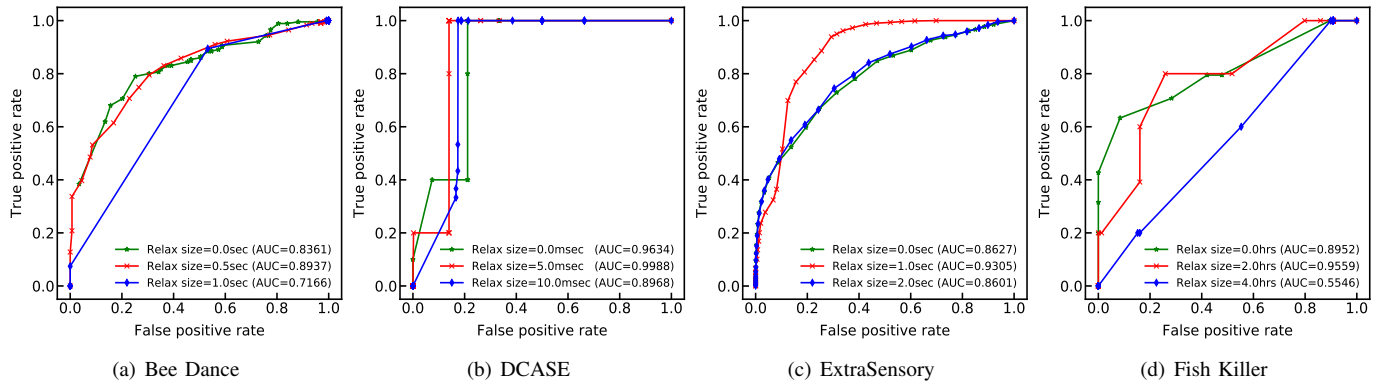 True positive rate
1.0
0.8
0.6
0.4
0.2
0.0
Relax size=0.0sec (AUC=0.8361)
Relax size=0.5sec (AUC=0.8937)
Relax size=1.0sec (AUC=0.7166)
0.0 0.2 0.4 0.6 0.8 1.0
False positive rate
(a) Bee Dance
True positive rate
1.0
0.8
0.6
0.4
0.2
0.0
Relax size=0.0msec (AUC=0.9634)
Relax size=5.0msec (AUC=0.9988)
Relax size=10.0msec (AUC=0.8968)
0.0 0.2 0.4 0.6 0.8 1.0
False positive rate
(b) DCASE
True positive rate
1.0
0.8
0.6
0.4
0.2
0.0
Relax size=0.0sec (AUC=0.8627)
Relax size=1.0sec (AUC=0.9305)
Relax size=2.0sec (AUC=0.8601)
0.0 0.2 0.4 0.6 0.8 1.0
False positive rate
(c) ExtraSensory
True positive rate
1.0
0.8
0.6
0.4
0.2
0.0
Relax size=0.0hrs (AUC=0.8952)
Relax size=2.0hrs (AUC=0.9559)
Relax size=4.0hrs (AUC=0.5546)
0.0 0.2 0.4 0.6 0.8 1.0
False positive rate
(d) Fish Killer